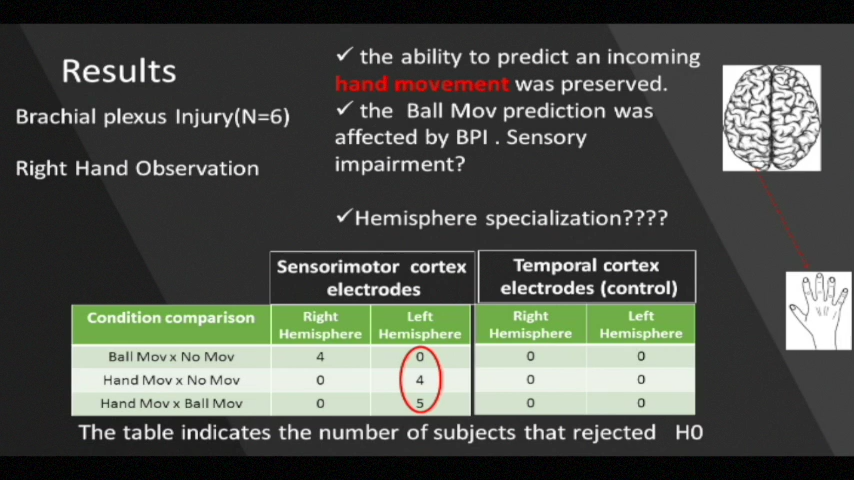 Results
Brachial plexus Injury(N=6)
Right Hand Observation
✓ the ability to predict an incoming
hand movement was preserved.
✓ the Ball Mov prediction was
affected by BPI . Sensory
impairment?
✓Hemisphere specialization????
Sensorimotor cortex electrodes
Temporal cortex electrodes (control)
Condition comparison Right Hemisphere Left Hemisphere Right Hemisphere Left Hemisphere
Ball Mov x No Mov 4 0 0 0
Hand Mov x No Mov 0 4 0 0
Hand Mov x Ball Mov 0 5 0 0
The table indicates the number of subjects that rejected H0